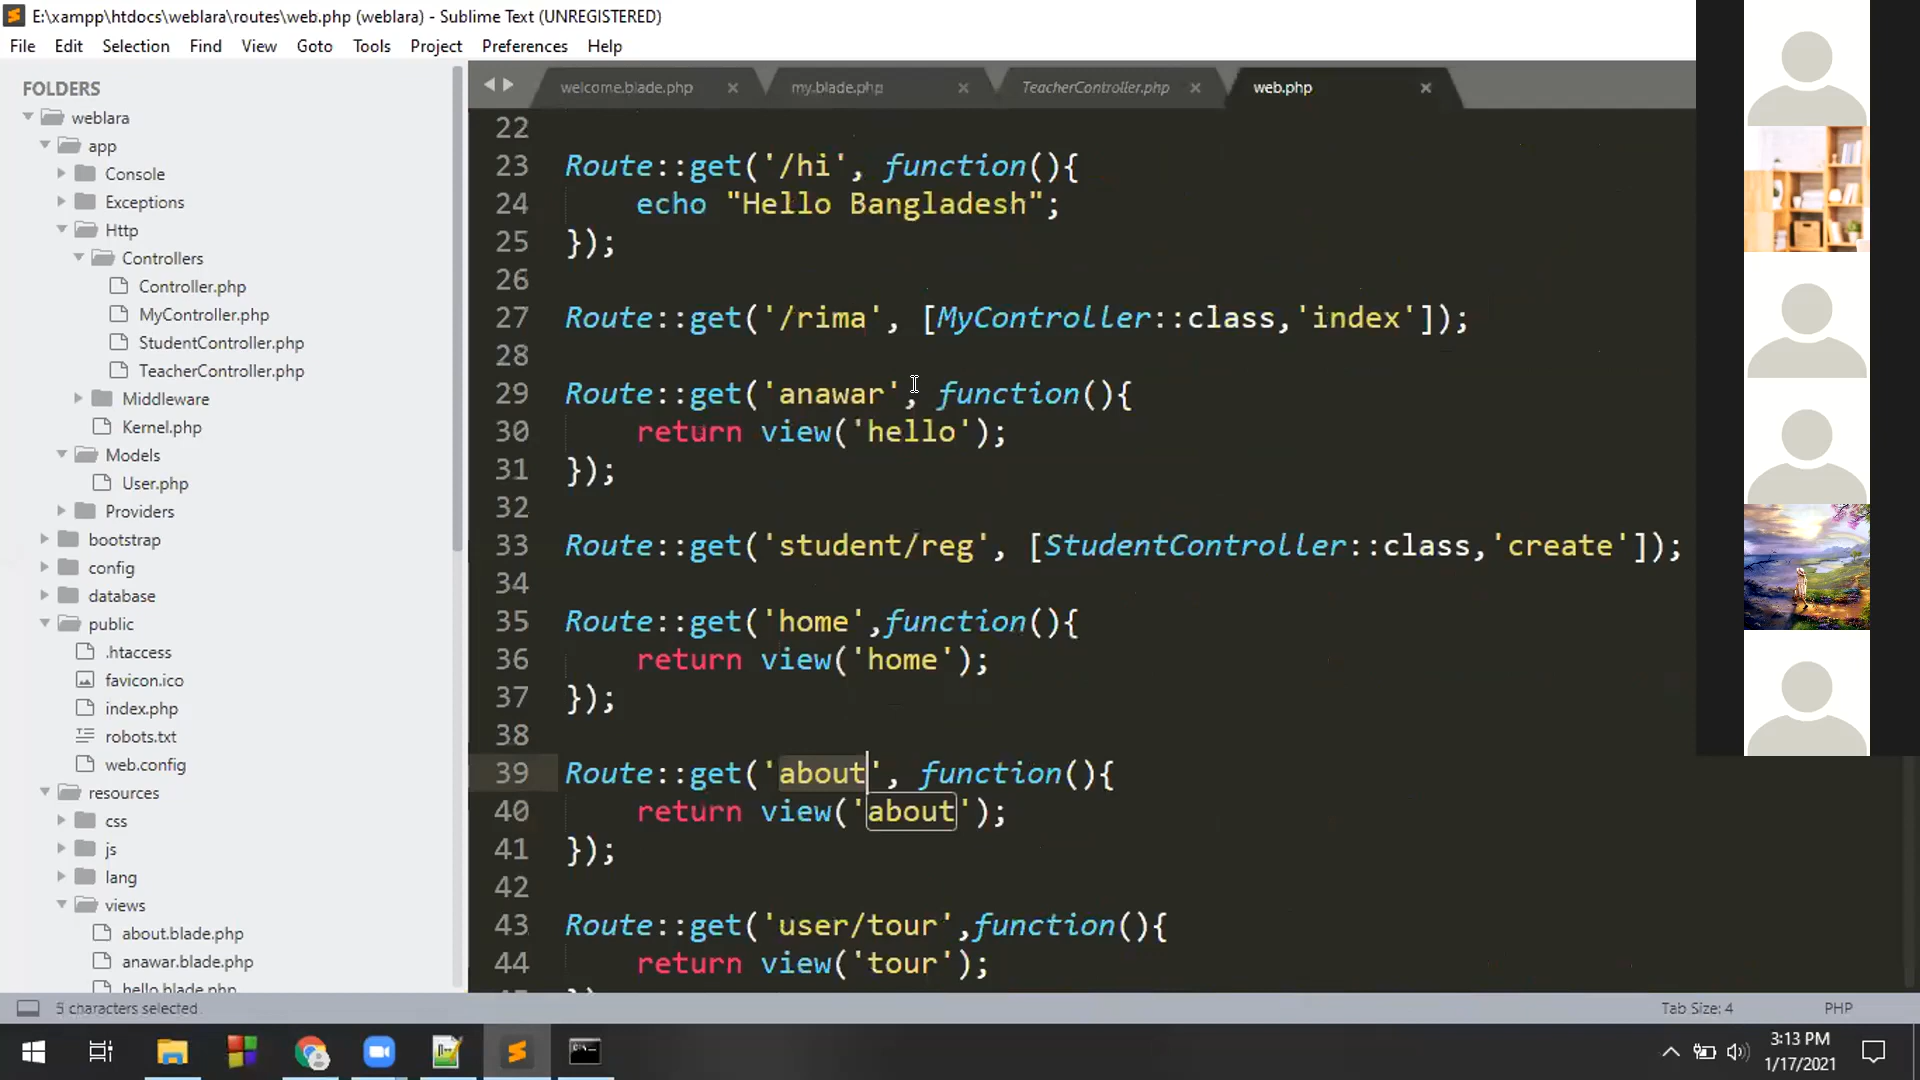 E:\xampp\htdocs\weblara\routes\web.php (weblara) - Sublime Text (UNREGISTERED)
File Edit Selection Find View Goto Tools Project Preferences Help
FOLDERS
weblara
app
Console
Exceptions
Http
Controllers
Controller.php
MyController.php
StudentController.php
TeacherController.php
Middleware
Kernel.php
Models
User.php
Providers
bootstrap
config
database
public
.htaccess
favicon.ico
index.php
robots.txt
web.config
resources
css
js
lang
views
about.blade.php
anawar.blade.php
hello.blade.php
welcome.blade.php my.blade.php TeacherController.php web.php
22
23 Route::get('/hi', function(){
24 echo "Hello Bangladesh";
25 });
26
27 Route::get('/rima', [MyController::class,'index']);
28
29 Route::get('anawar', function(){
30 return view('hello');
31 });
32
33 Route::get('student/reg', [StudentController::class,'create']);
34
35 Route::get('home',function(){
36 return view('home');
37 });
38
39 Route::get('about', function(){
40 return view('about');
41 });
42
43 Route::get('user/tour',function(){
44 return view('tour');
5 characters selected Tab Size: 4 PHP
3:13 PM
1/17/2021